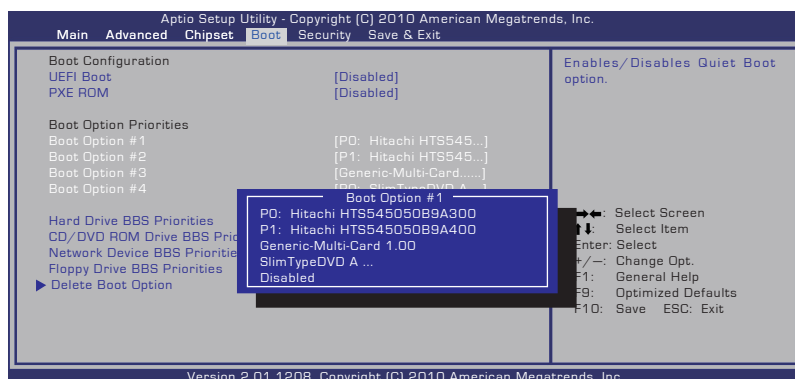 Aptio Setup Utility - Copyright (C) 2010 American Megatrends, Inc.
Main Advanced Chipset Boot Security Save & Exit
Boot Configuration
UEFI Boot [Disabled]
PXE ROM [Disabled]
Boot Option Priorities
Boot Option #1 [P0: Hitachi HTS545...]
Boot Option #2 [P1: Hitachi HTS545...]
Boot Option #3 [Generic-Multi-Card......]
Boot Option #4
Hard Drive BBS Priorities
CD/DVD ROM Drive BBS
Network Device BBS
Floppy Drive BBS Priorities
Delete Boot Option
Boot Option #1
P0: Hitachi HTS545050B9A300
P1: Hitachi HTS545050B9A400
Generic-Multi-Card 1.00
SlimTypeDVD A ...
Disabled
Enables/Disables Quiet Boot
option.
→←: Select Screen
↑↓: Select Item
Enter: Select
+/—: Change Opt.
F1: General Help
F9: Optimized Defaults
F10: Save ESC: Exit
Version 2.01.1208. Copyright (C) 2010 American Megatrends, Inc.